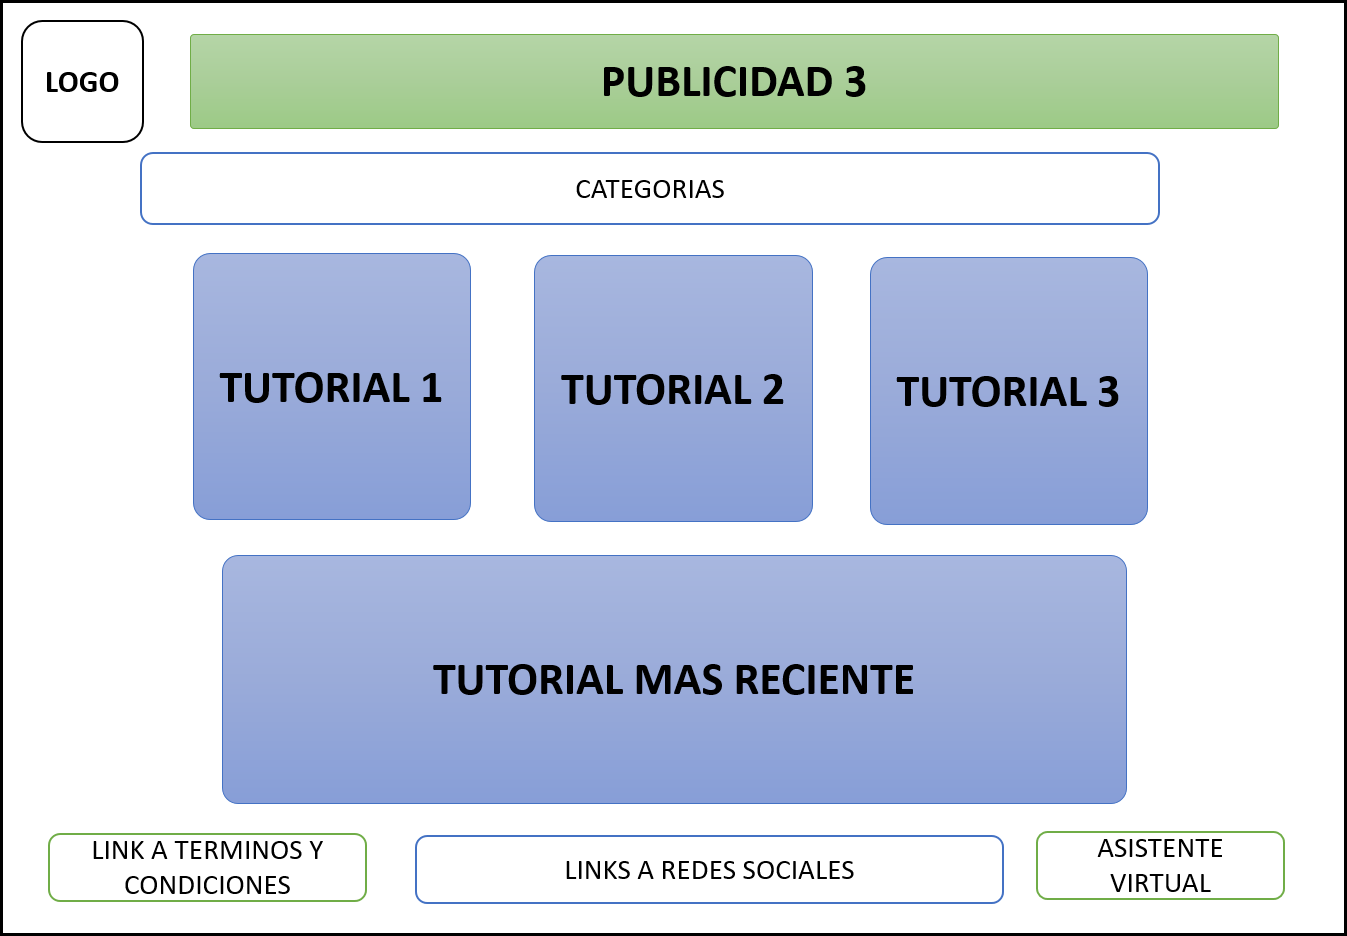 LOGO
PUBLICIDAD 3
CATEGORIAS
TUTORIAL 1
TUTORIAL 2
TUTORIAL 3
TUTORIAL MAS RECIENTE
LINK A TERMINOS Y
CONDICIONES
LINKS A REDES SOCIALES
ASISTENTE
VIRTUAL